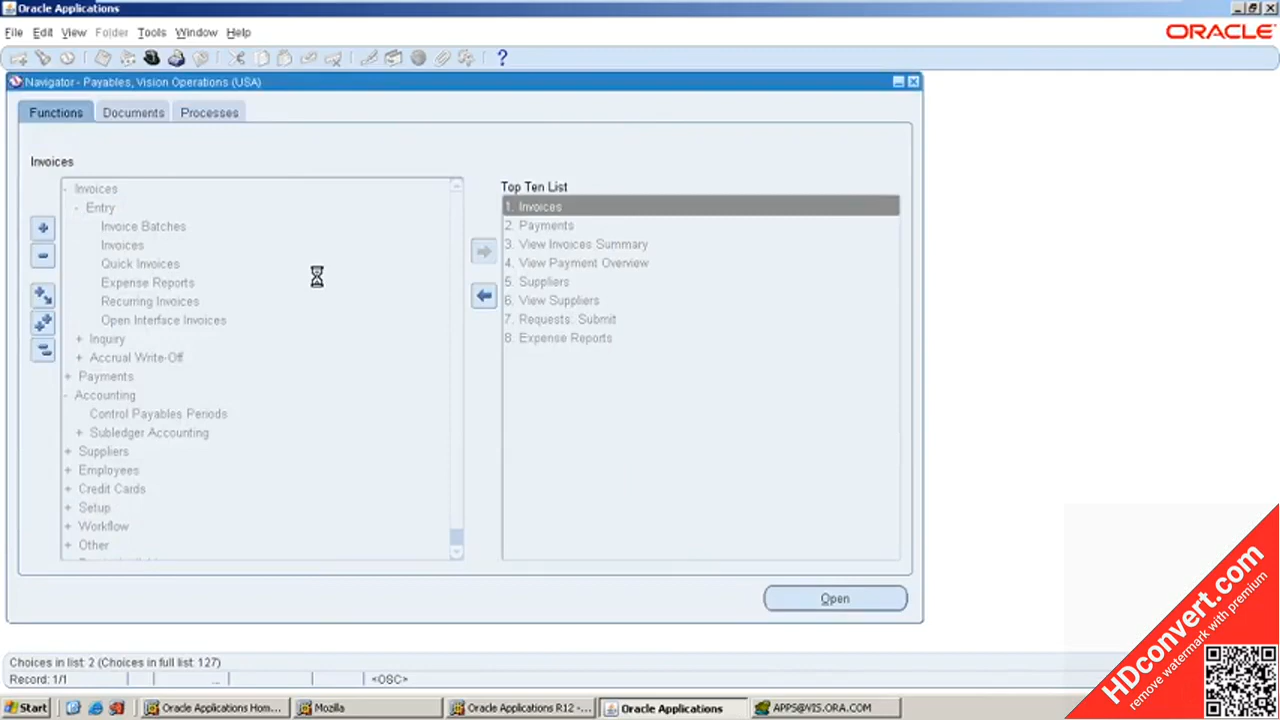 Oracle Applications
File Edit View Folder Tools Window Help
ORACLE
Navigator - Payables, Vision Operations (USA)
Functions Documents Processes
Invoices
Top Ten List
- Invoices
- Entry
Invoice Batches
Invoices
Quick Invoices
Expense Reports
Recurring Invoices
Open Interface Invoices
+ Inquiry
+ Accrual Write-Off
+ Payments
- Accounting
Control Payables Periods
+ Subledger Accounting
+ Suppliers
+ Employees
+ Credit Cards
+ Setup
+ Workflow
+ Other
1. Invoices
2. Payments
3. View Invoices Summary
4. View Payment Overview
5. Suppliers
6. View Suppliers
7. Requests: Submit
8. Expense Reports
Open
Choices in list: 2 (Choices in full list: 127)
Record: 1/1 ... <OSC>
Start Oracle Applications Hom... Mozilla Oracle Applications R12 -... Oracle Applications APPS@VIS.ORA.COM
HDconvert.com
remove watermark with premium